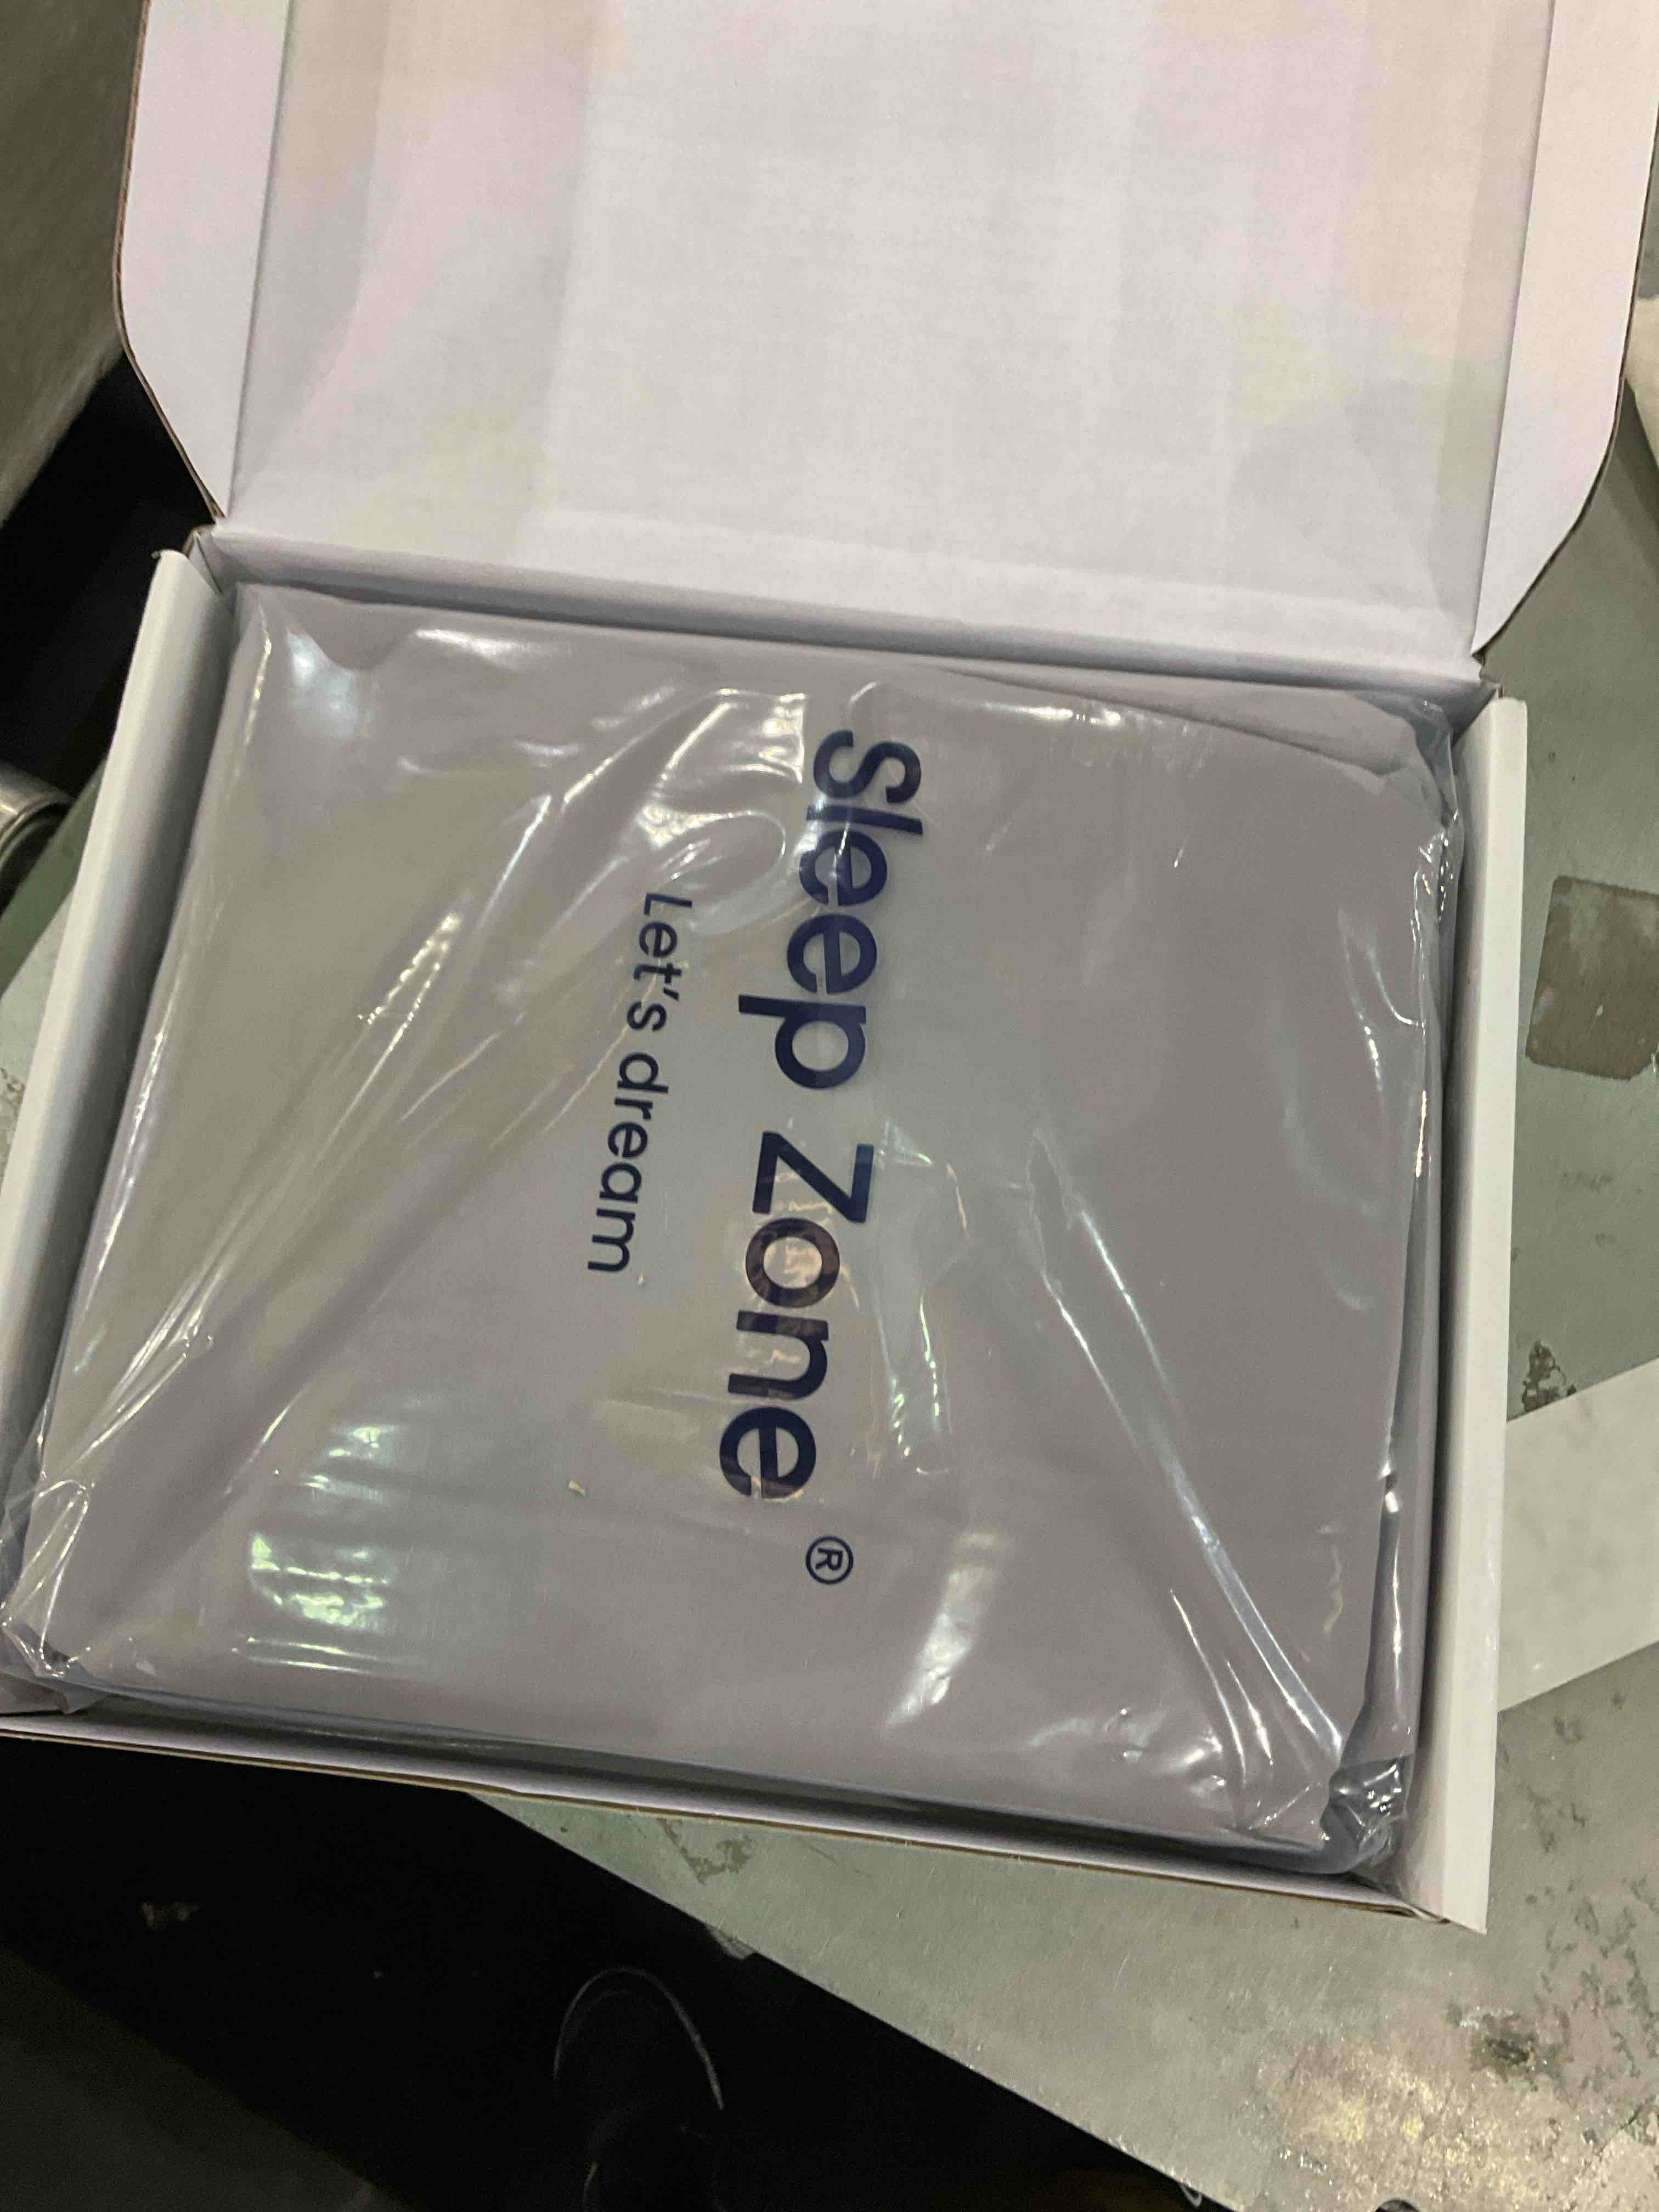 Sleep Zone ®
Let's dream